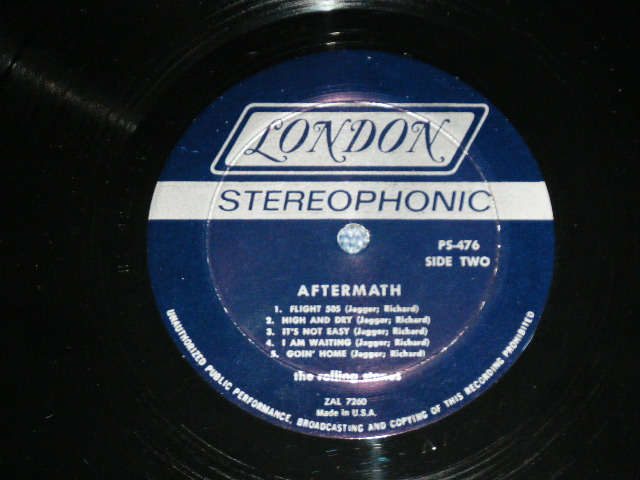 LONDON
STEREOPHONIC
PS-476
SIDE TWO
AFTERMATH
1. FLIGHT 505 (Jagger; Richard)
2. HIGH AND DRY (Jagger; Richard)
3. IT'S NOT EASY (Jagger; Richard)
4. I AM WAITING (Jagger; Richard)
5. GOIN' HOME (Jagger; Richard)
the rolling stones
ZAL 7260
Made in U.S.A.
UNAUTHORIZED PUBLIC PERFORMANCE, BROADCASTING AND COPYING OF THIS RECORDING PROHIBITED